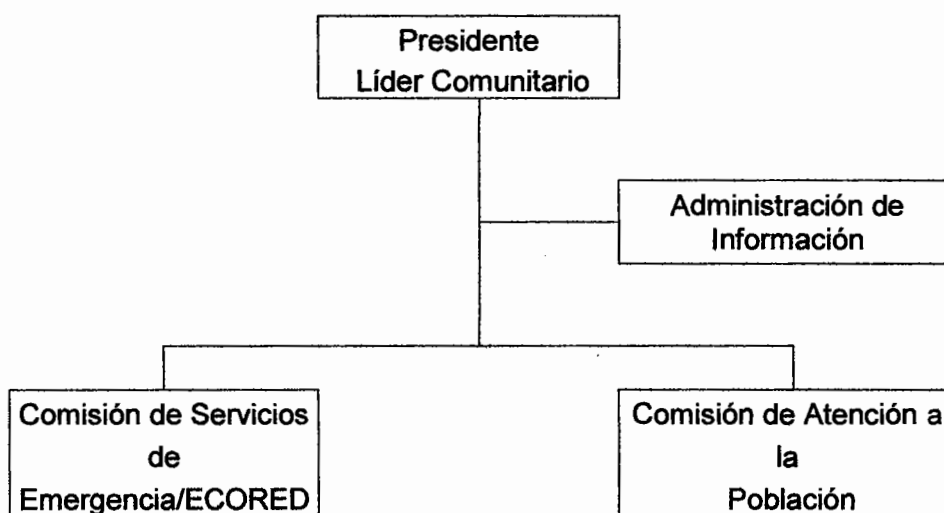 Presidente
Líder Comunitario
Administración de
Información
Comisión de Servicios
de
Emergencia/ECORED
Comisión de Atención a
la
Población